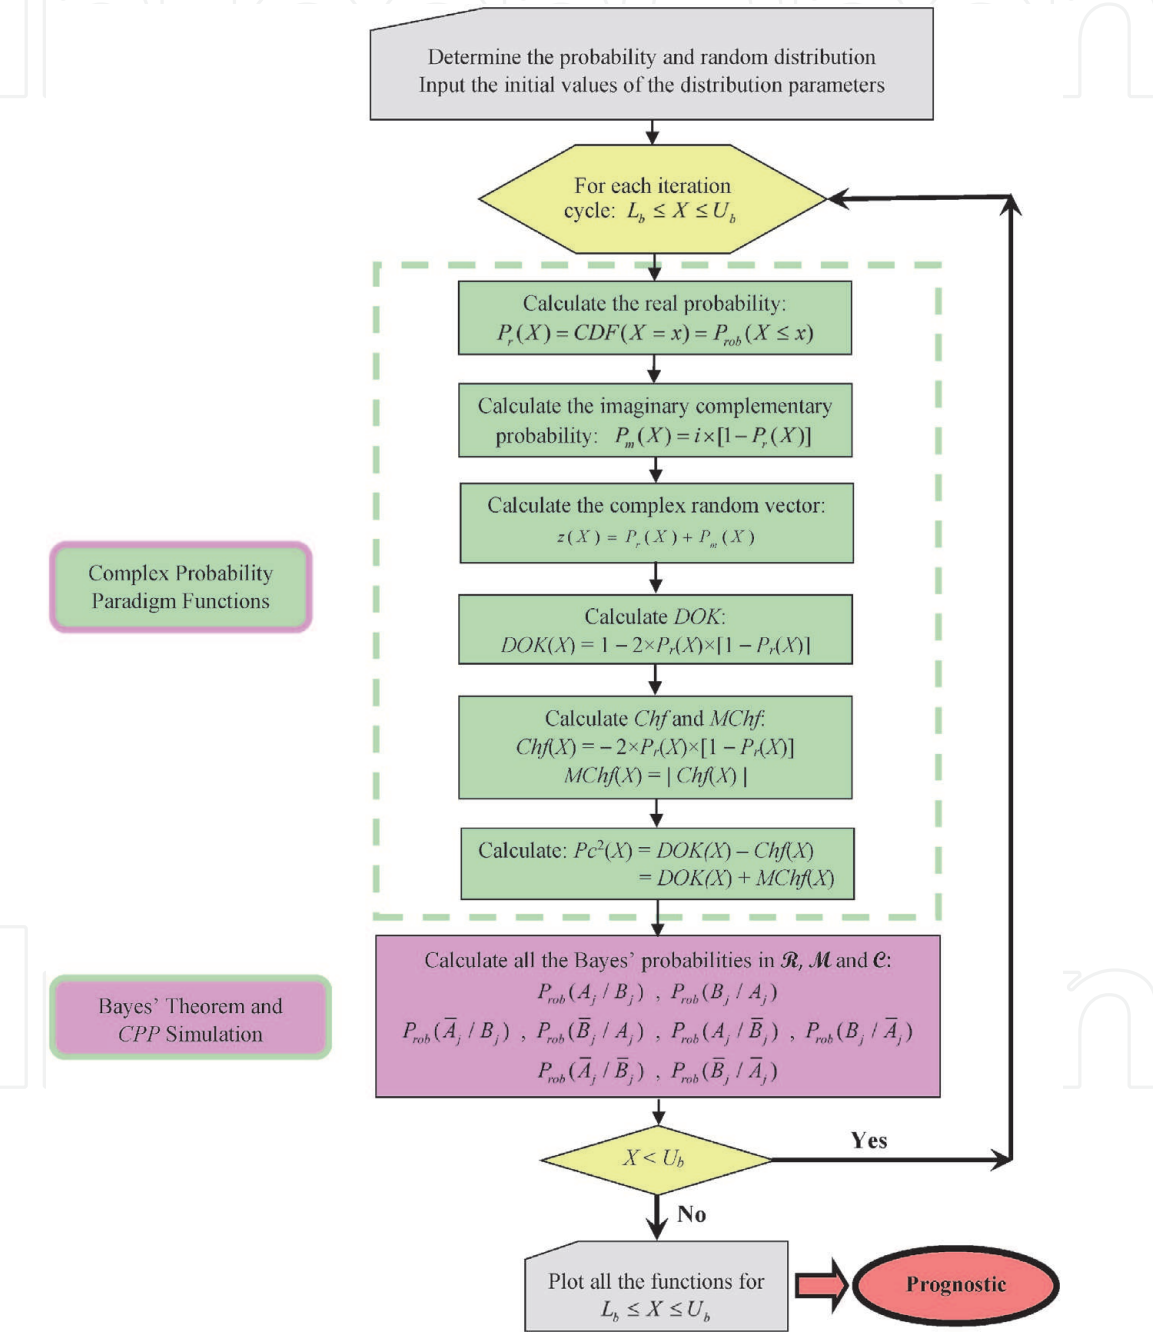 Determine the probability and random distribution
Input the initial values of the distribution parameters
For each iteration
cycle: L_b ≤ X ≤ U_b
Calculate the real probability:
P_r(X) = CDF(X = x) = P_rob(X ≤ x)
Calculate the imaginary complementary
probability: P_m(X) = i×[1−P_r(X)]
Calculate the complex random vector:
z(X) = P_r(X) + P_m(X)
Complex Probability
Paradigm Functions
Calculate DOK:
DOK(X) = 1 − 2×P_r(X)×[1 − P_r(X)]
Calculate Chf and MChf:
Chf(X) = − 2×P_r(X)×[1 − P_r(X)]
MChf(X) = | Chf(X) |
Calculate: Pc²(X) = DOK(X) − Chf(X)
= DOK(X) + MChf(X)
Calculate all the Bayes’ probabilities in ℛ, ℳ and 𝒞:
P_rob(A_j / B_j) , P_rob(B_j / A_j)
P_rob(A̅_j / B_j) , P_rob(B̅_j / A_j) , P_rob(A_j / B̅_j) , P_rob(B_j / A̅_j)
P_rob(A̅_j / B̅_j) , P_rob(B̅_j / A̅_j)
Bayes’ Theorem and
CPP Simulation
X < U_b
Yes
No
Plot all the functions for
L_b ≤ X ≤ U_b
Prognostic